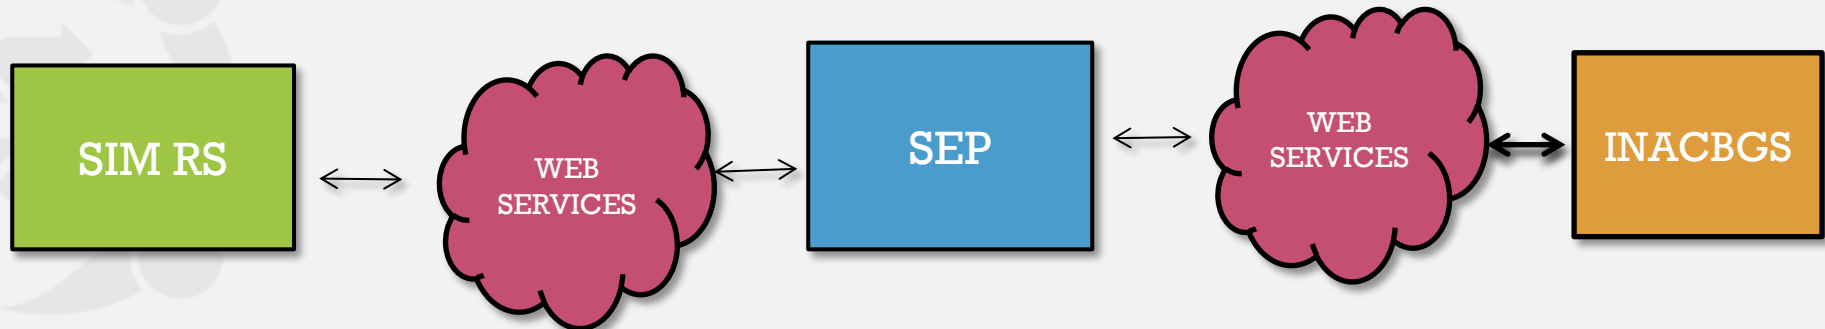 SIM RS
WEB
SERVICES
SEP
WEB
SERVICES
INACBGS